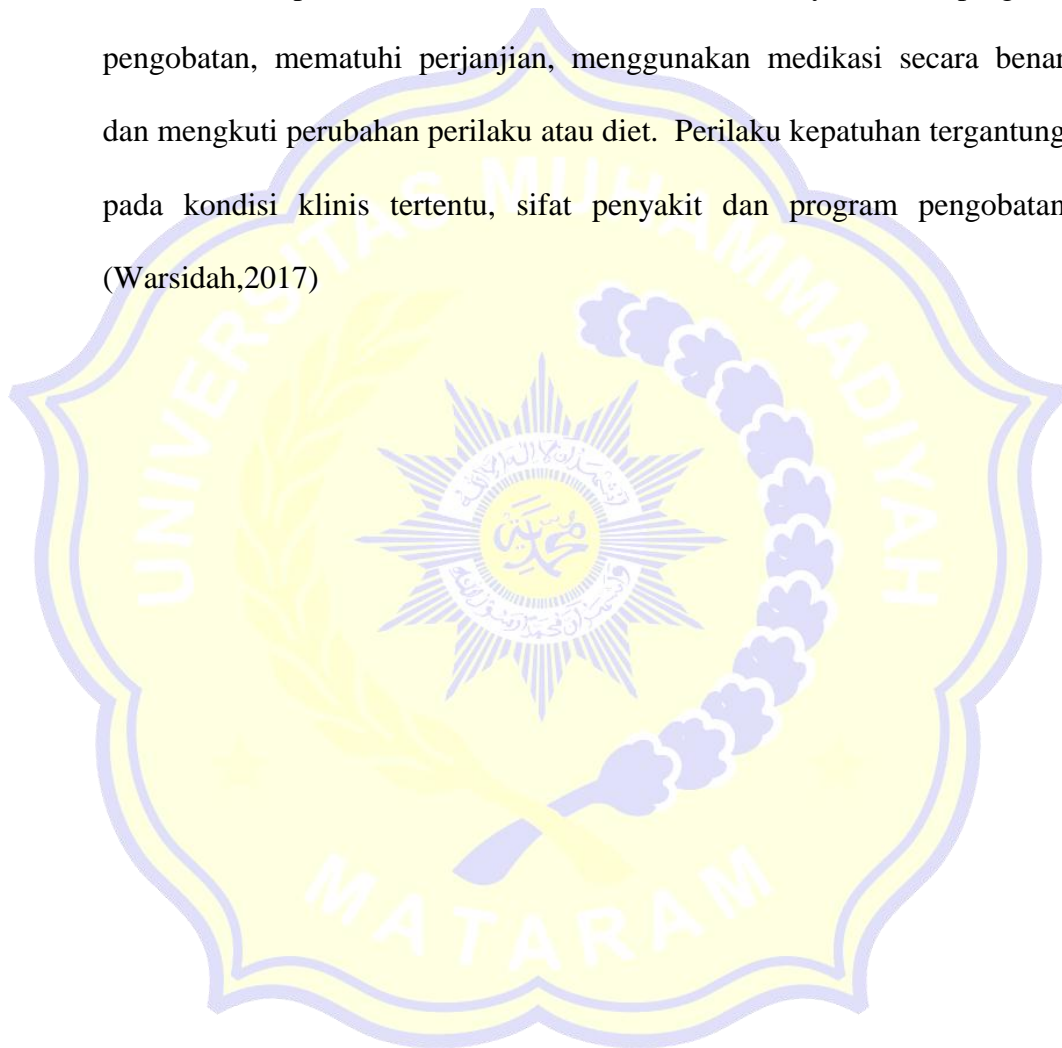 pengobatan, mematuhi perjanjian, menggunakan medikasi secara benar
dan mengkuti perubahan perilaku atau diet. Perilaku kepatuhan tergantung
pada kondisi klinis tertentu, sifat penyakit dan program pengobatan
(Warsidah,2017)
UNIVERSITAS MUHAMMADIYAH
MATARAM